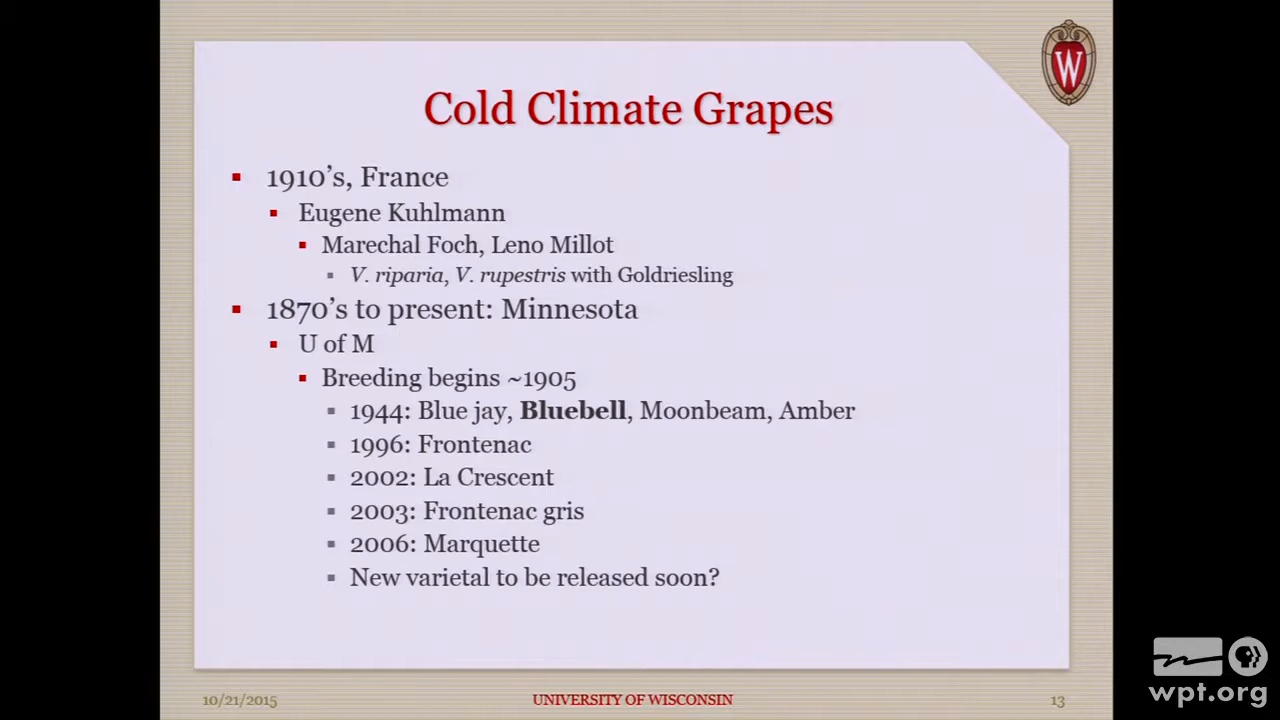 W
Cold Climate Grapes
1910's, France
Eugene Kuhlmann
Marechal Foch, Leno Millot
V. riparia, V. rupestris with Goldriesling
1870's to present: Minnesota
U of M
Breeding begins ~1905
1944: Blue jay, Bluebell, Moonbeam, Amber
1996: Frontenac
2002: La Crescent
2003: Frontenac gris
2006: Marquette
New varietal to be released soon?
10/21/2015
UNIVERSITY OF WISCONSIN
13
wpt.org